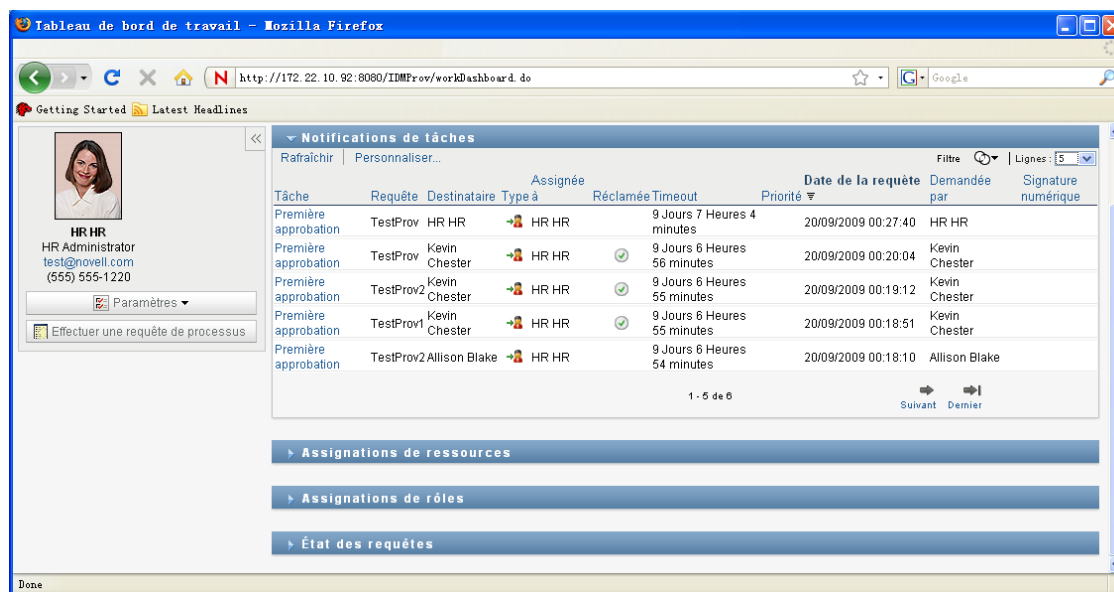 Tableau de bord de travail - Mozilla Firefox
N http://172.22.10.92:8080/IDMProv/workDashboard.do
G Google
Getting Started Latest Headlines
HR HR
HR Administrator
test@novell.com
(555) 555-1220
Paramètres
Effectuer une requête de processus
Notifications de tâches
Rafraîchir Personnaliser...
Filtre Lignes : 5
Tâche Requête Destinataire Type Assignée à Réclamée Timeout Priorité Date de la requête Demandée par Signature numérique
Première approbation TestProv HR HR HR HR 9 Jours 7 Heures 4 minutes 20/09/2009 00:27:40 HR HR
Première approbation TestProv Kevin Chester HR HR 9 Jours 6 Heures 56 minutes 20/09/2009 00:20:04 Kevin Chester
Première approbation TestProv2 Kevin Chester HR HR 9 Jours 6 Heures 55 minutes 20/09/2009 00:19:12 Kevin Chester
Première approbation TestProv1 Kevin Chester HR HR 9 Jours 6 Heures 55 minutes 20/09/2009 00:18:51 Kevin Chester
Première approbation TestProv2 Allison Blake HR HR 9 Jours 6 Heures 54 minutes 20/09/2009 00:18:10 Allison Blake
1 - 5 de 6
Suivant Dernier
Assignations de ressources
Assignations de rôles
État des requêtes
Done